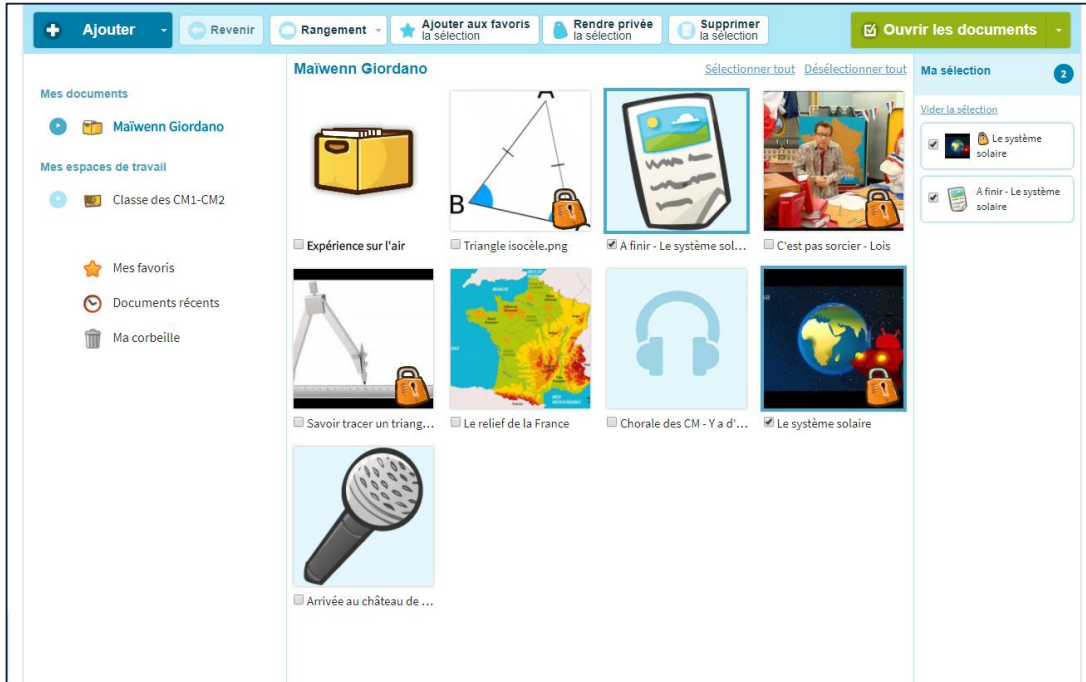 Ajouter
Revenir
Rangement
Ajouter aux favoris
la sélection
Rendre privée
la sélection
Supprimer
la sélection
Ouvrir les documents
Mes documents
Maïwenn Giordano
Mes espaces de travail
Classe des CM1-CM2
Mes favoris
Documents récents
Ma corbeille
Maïwenn Giordano
Sélectionner tout Désélectionner tout
A
B
Expérience sur l'air
Triangle isocèle.png
A finir - Le système sol...
C'est pas sorcier - Lois
Savoir tracer un triang...
Le relief de la France
Chorale des CM - Y a d'...
Le système solaire
Arrivée au château de ...
Ma sélection
2
Vider la sélection
Le système
solaire
A finir - Le système
solaire